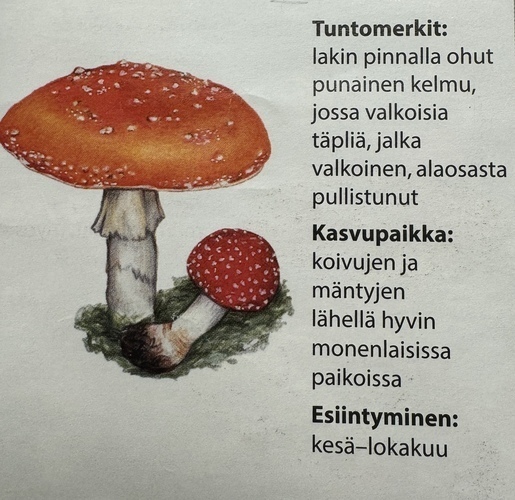 Tuntomerkit:
lakin pinnalla ohut
punainen kelmu,
jossa valkoisia
täpliä, jalka
valkoinen, alaosasta
pullistunut
Kasvupaikka:
koivujen ja
mäntyjen
lähellä hyvin
monenlaisissa
paikoissa
Esiintyminen:
kesä–lokakuu